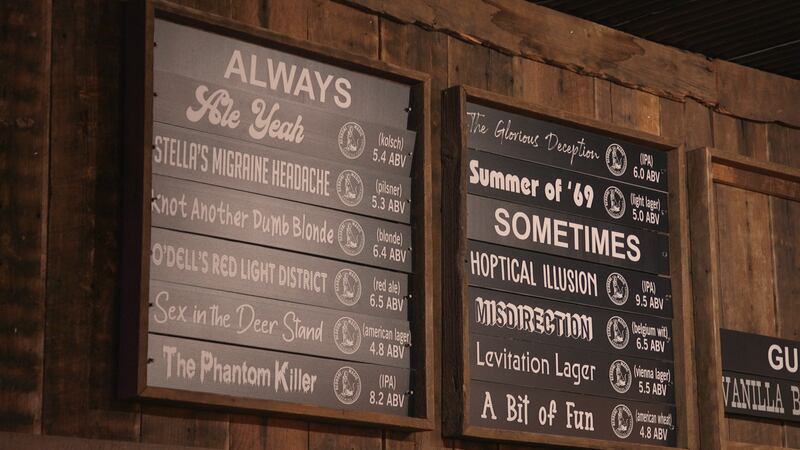 ALWAYS
Ale Yeah
(kolsch)
5.4 ABV
STELLA'S MIGRAINE HEADACHE
(pilsner)
5.3 ABV
Knot Another Dumb Blonde
(blonde)
6.4 ABV
O'DELL'S RED LIGHT DISTRICT
(red ale)
6.5 ABV
Sex in the Deer Stand
(american lager)
4.8 ABV
The Phantom Killer
(IPA)
8.2 ABV
The Glorious Deception
(IPA)
6.0 ABV
Summer of '69
(light lager)
5.0 ABV
SOMETIMES
HOPTICAL ILLUSION
(IPA)
9.5 ABV
MISDIRECTION
(belgium wit)
6.5 ABV
Levitation Lager
(vienna lager)
5.5 ABV
A Bit of Fun
(american wheat)
4.8 ABV
GU
VANILLA B